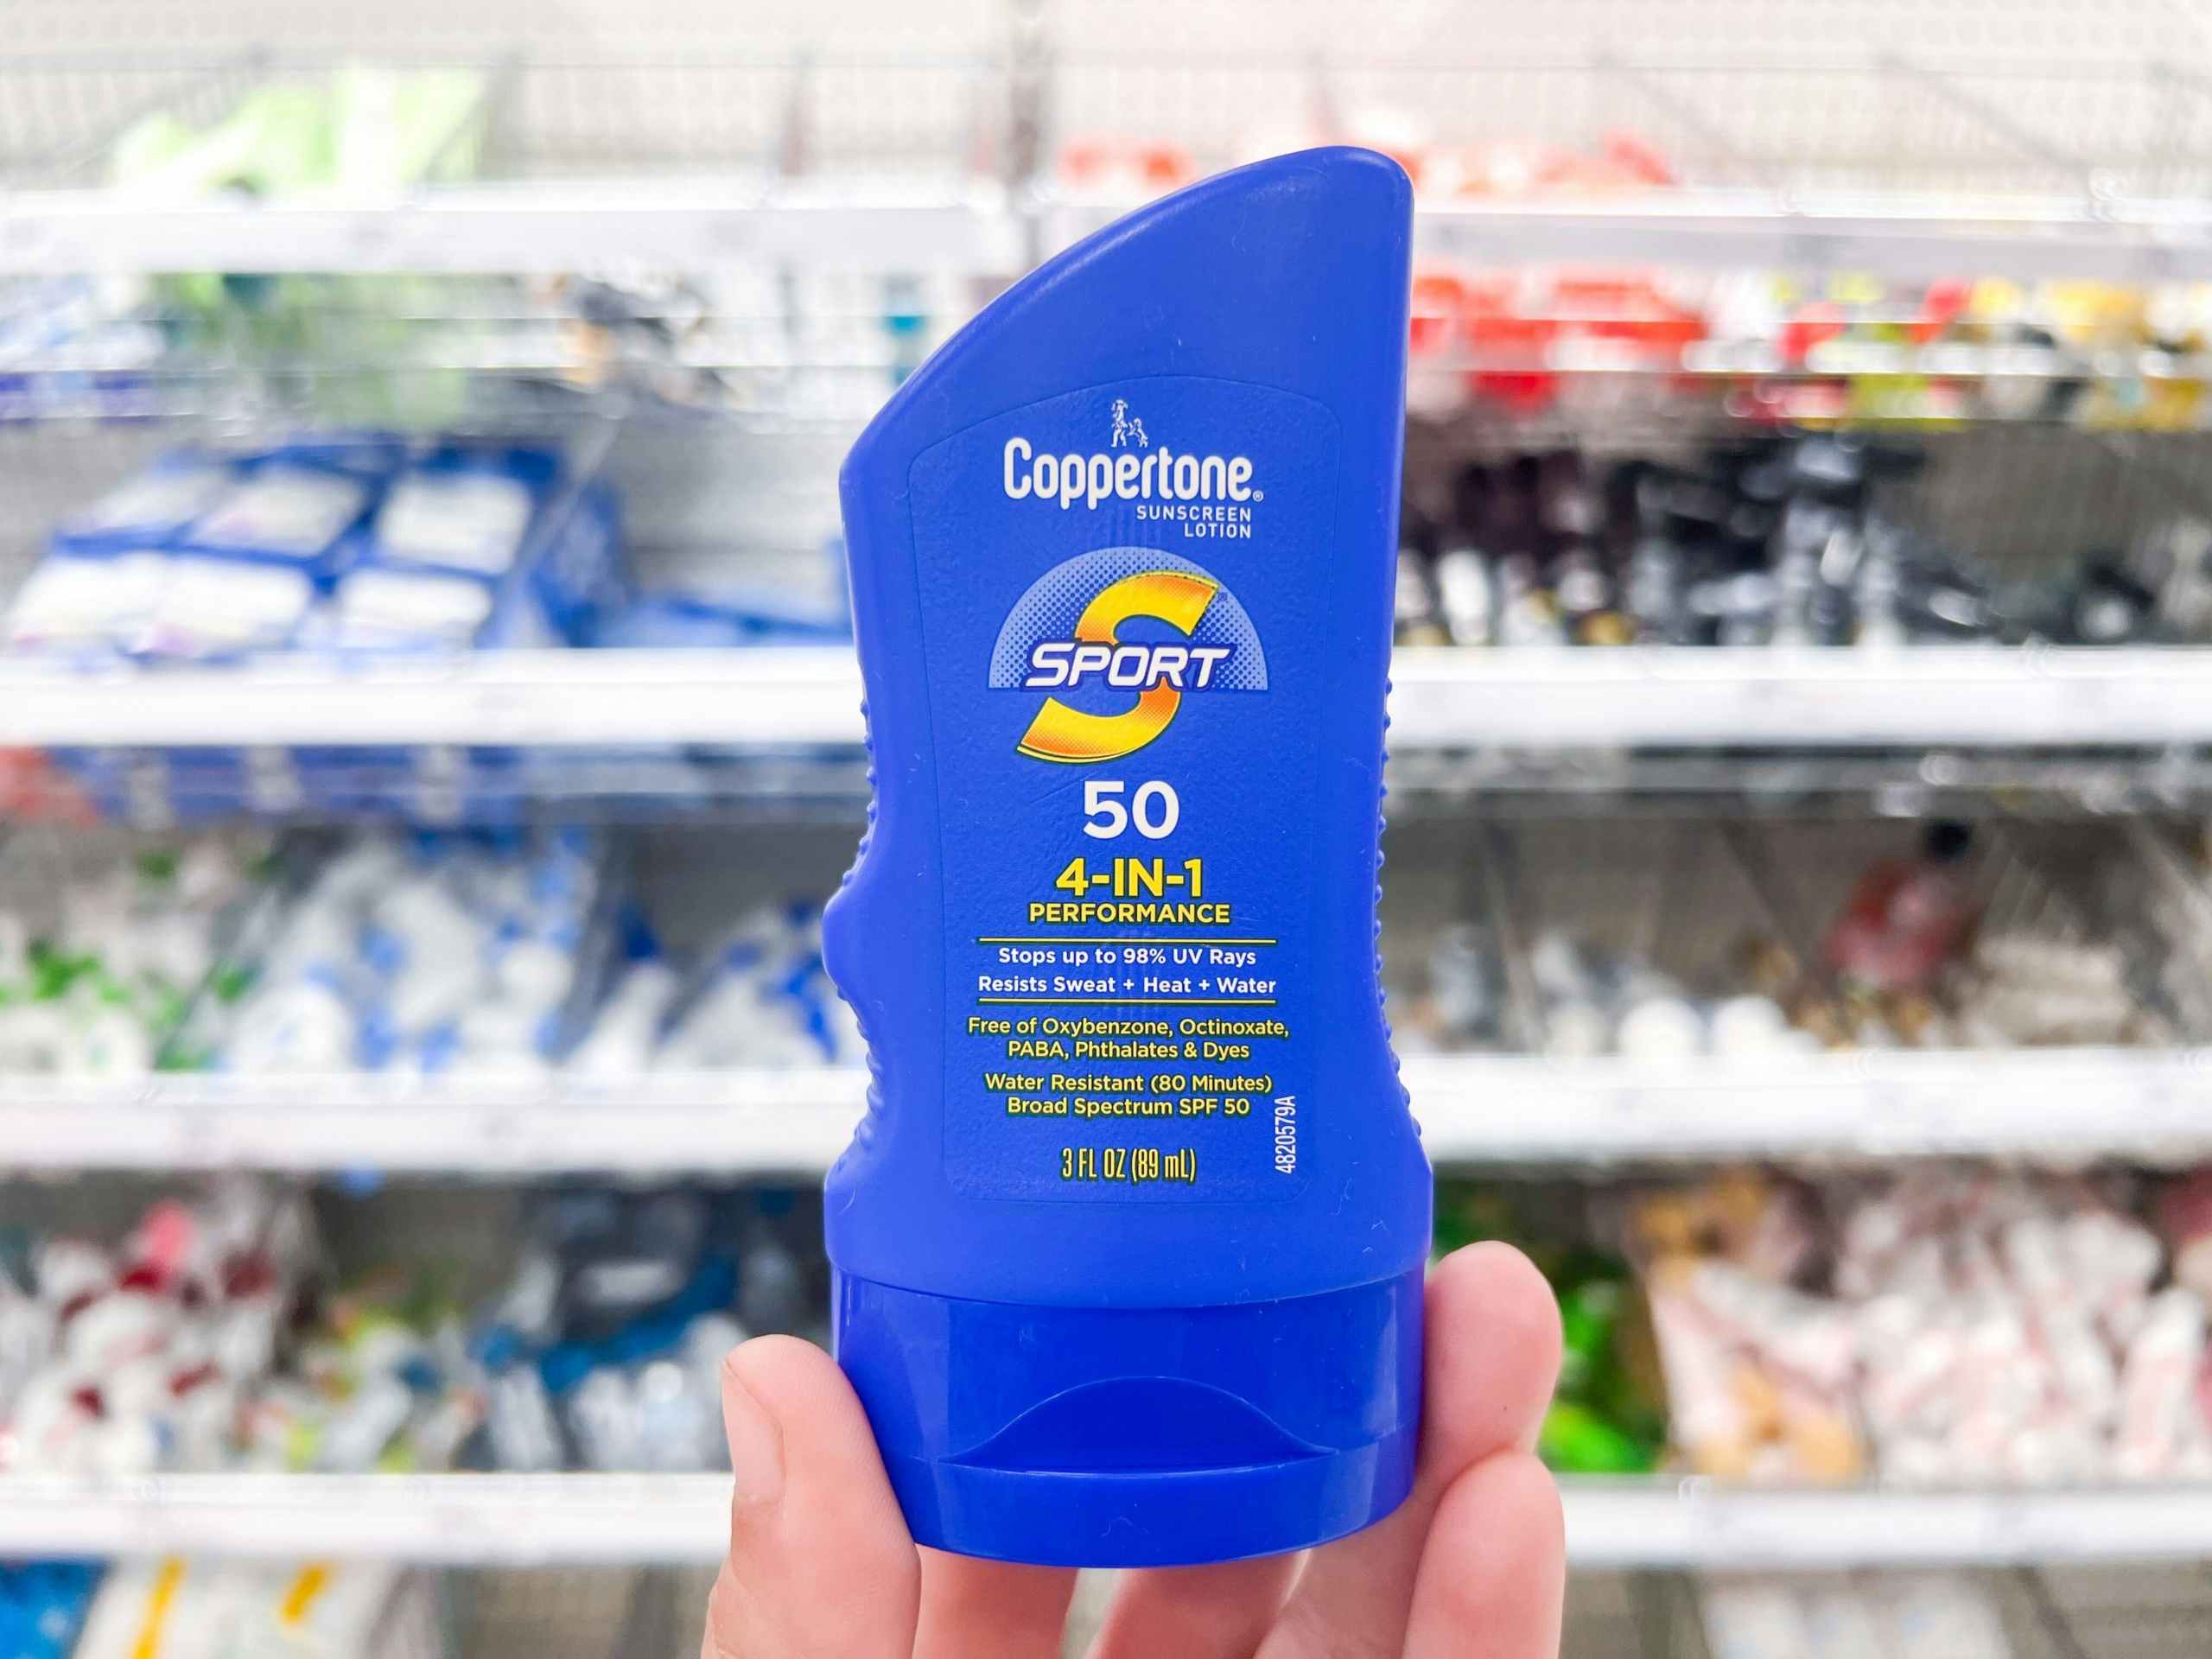 Coppertone®
SUNSCREEN
LOTION
SPORT®
50
4-IN-1
PERFORMANCE
Stops up to 98% UV Rays
Resists Sweat + Heat + Water
Free of Oxybenzone, Octinoxate,
PABA, Phthalates & Dyes
Water Resistant (80 Minutes)
Broad Spectrum SPF 50
3 FL OZ (89 mL)
4820579A